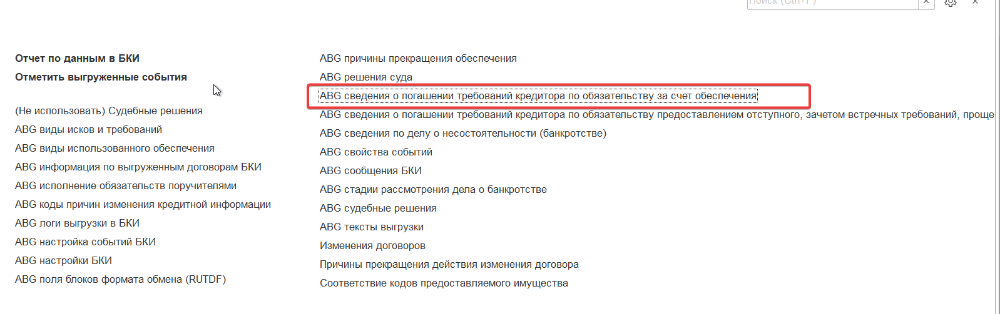 Поиск (Ctrl+F)
Отчет по данным в БКИ
Отметить выгруженные события
(Не использовать) Судебные решения
ABG виды исков и требований
ABG виды использованного обеспечения
ABG информация по выгруженным договорам БКИ
ABG исполнение обязательств поручителями
ABG коды причин изменения кредитной информации
ABG логи выгрузки в БКИ
ABG настройка событий БКИ
ABG настройки БКИ
ABG поля блоков формата обмена (RUTDF)
ABG причины прекращения обеспечения
ABG решения суда
ABG сведения о погашении требований кредитора по обязательству за счет обеспечения
ABG сведения о погашении требований кредитора по обязательству предоставлением отступного, зачетом встречных требований, проще
ABG сведения по делу о несостоятельности (банкротстве)
ABG свойства событий
ABG сообщения БКИ
ABG стадии рассмотрения дела о банкротстве
ABG судебные решения
ABG тексты выгрузки
Изменения договоров
Причины прекращения действия изменения договора
Соответствие кодов предоставляемого имущества